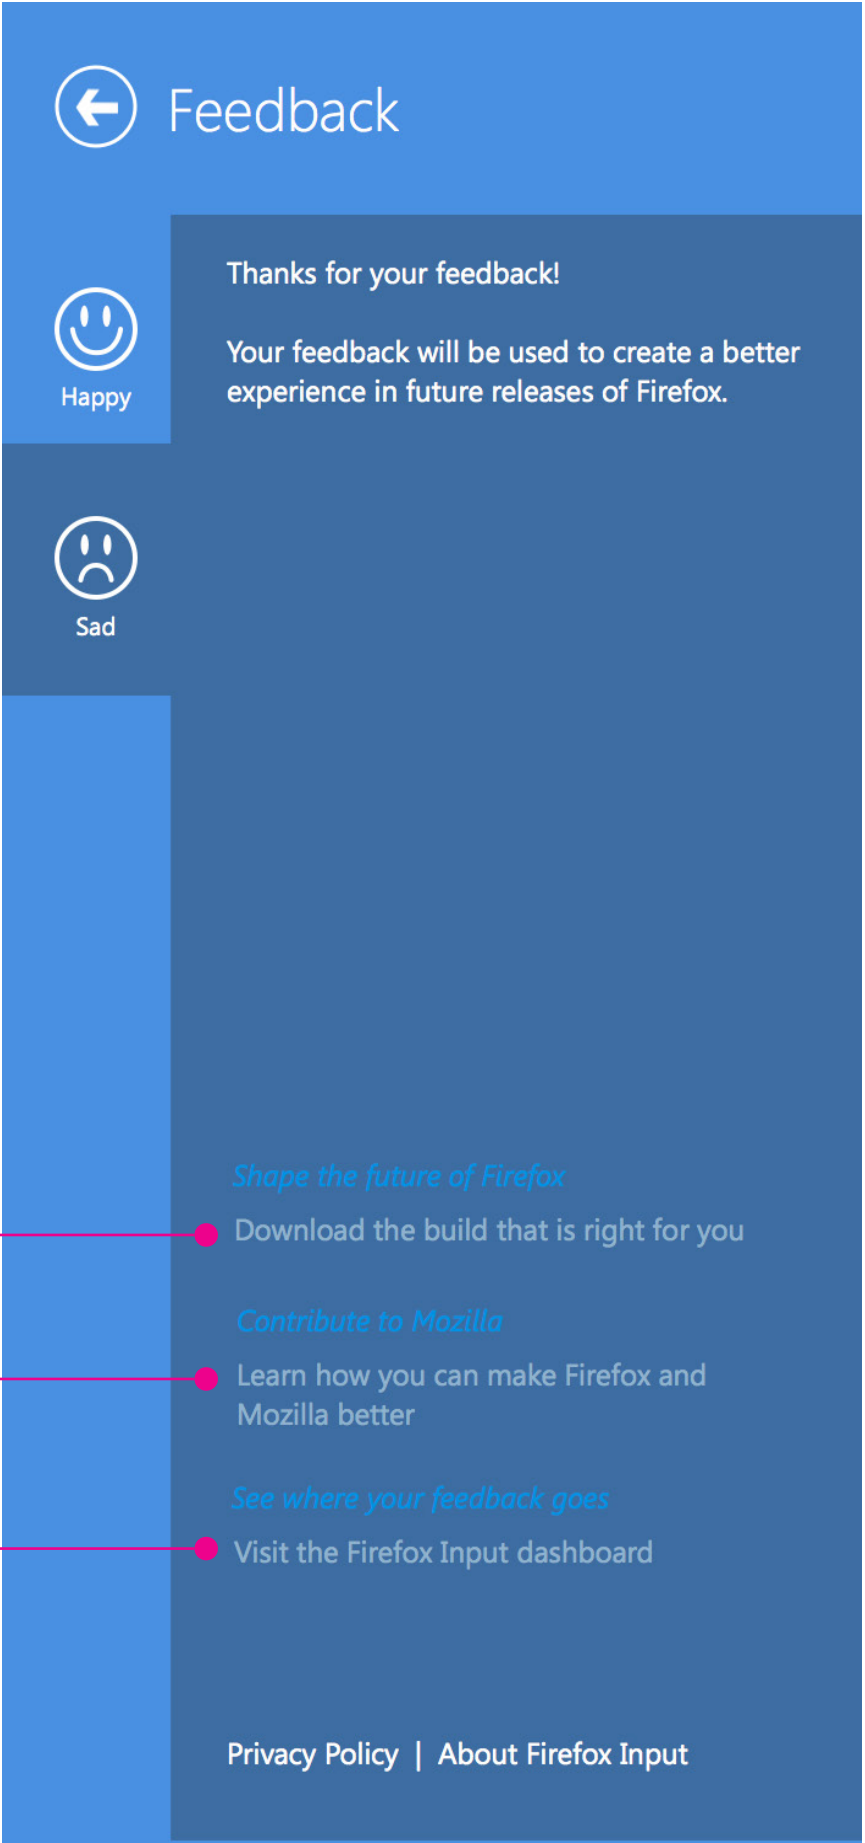 Feedback
Happy
Sad
Thanks for your feedback!
Your feedback will be used to create a better
experience in future releases of Firefox.
Shape the future of Firefox
Download the build that is right for you
Contribute to Mozilla
Learn how you can make Firefox and
Mozilla better
See where your feedback goes
Visit the Firefox Input dashboard
Privacy Policy | About Firefox Input